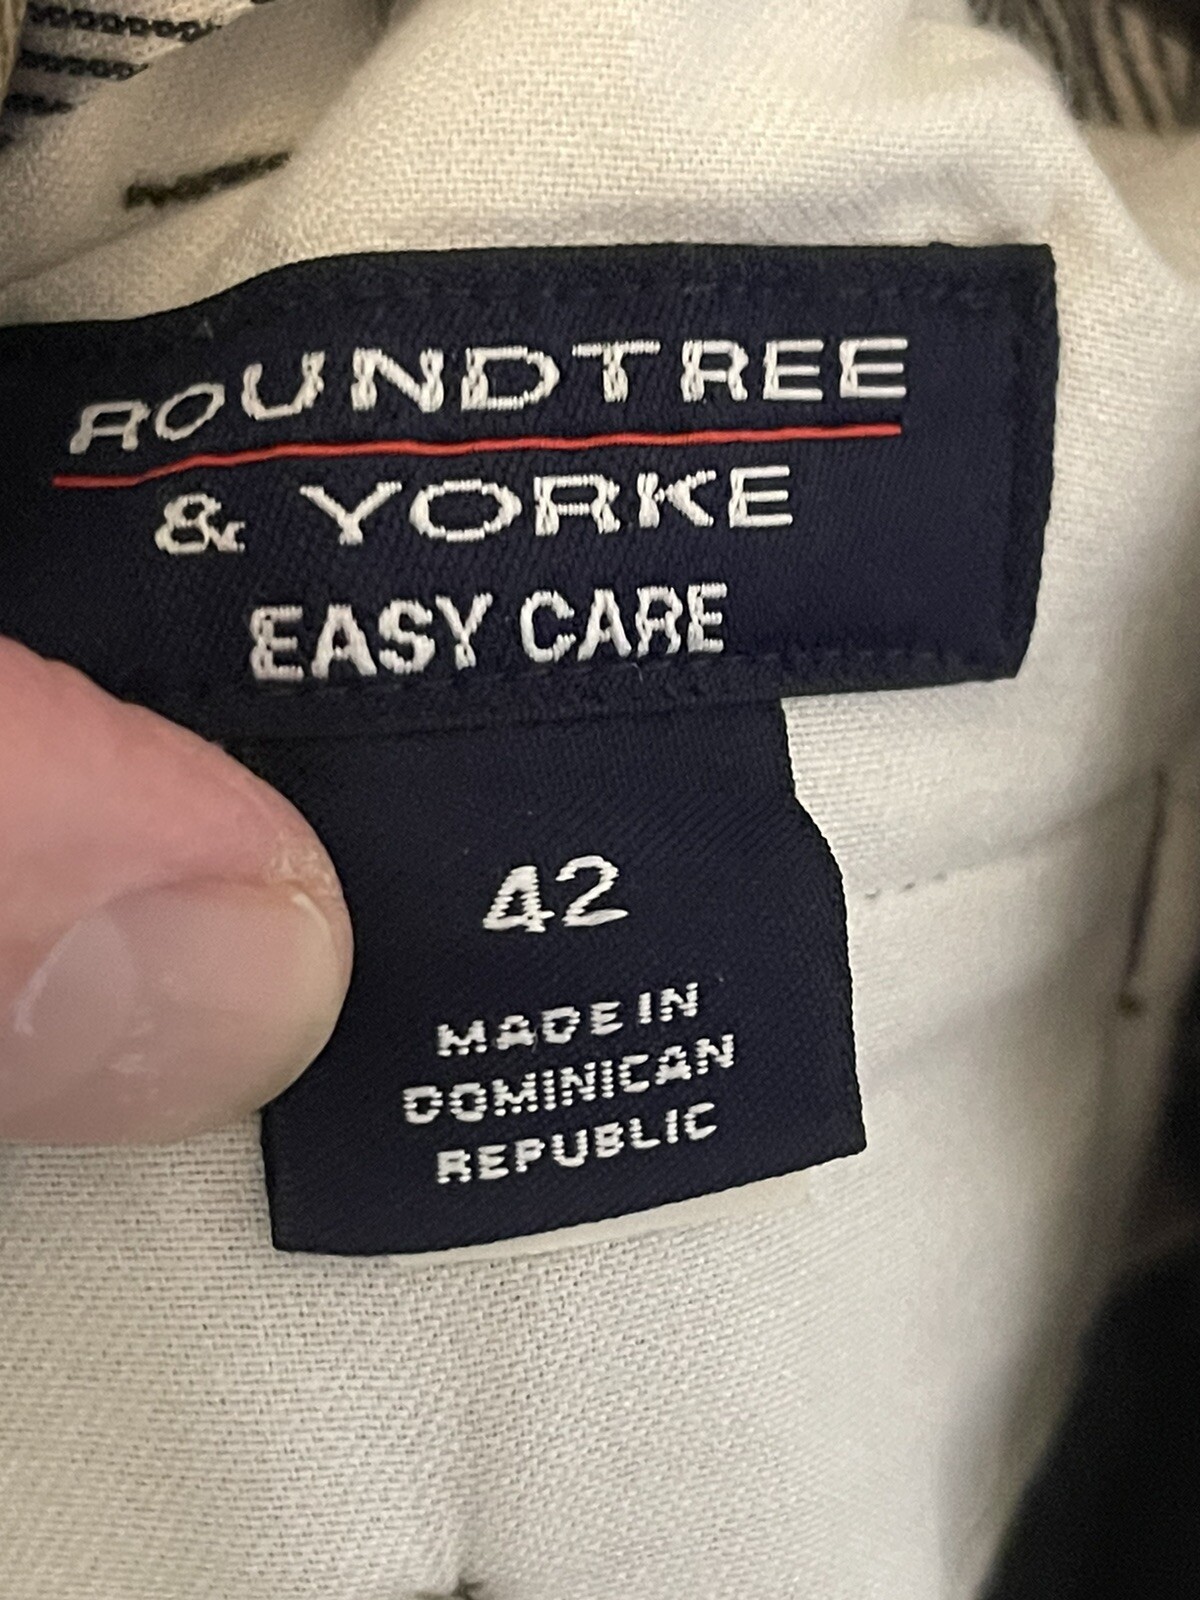 ROUNDTREE
& YORKE
EASY CARE
42
MADE IN
DOMINICAN
REPUBLIC